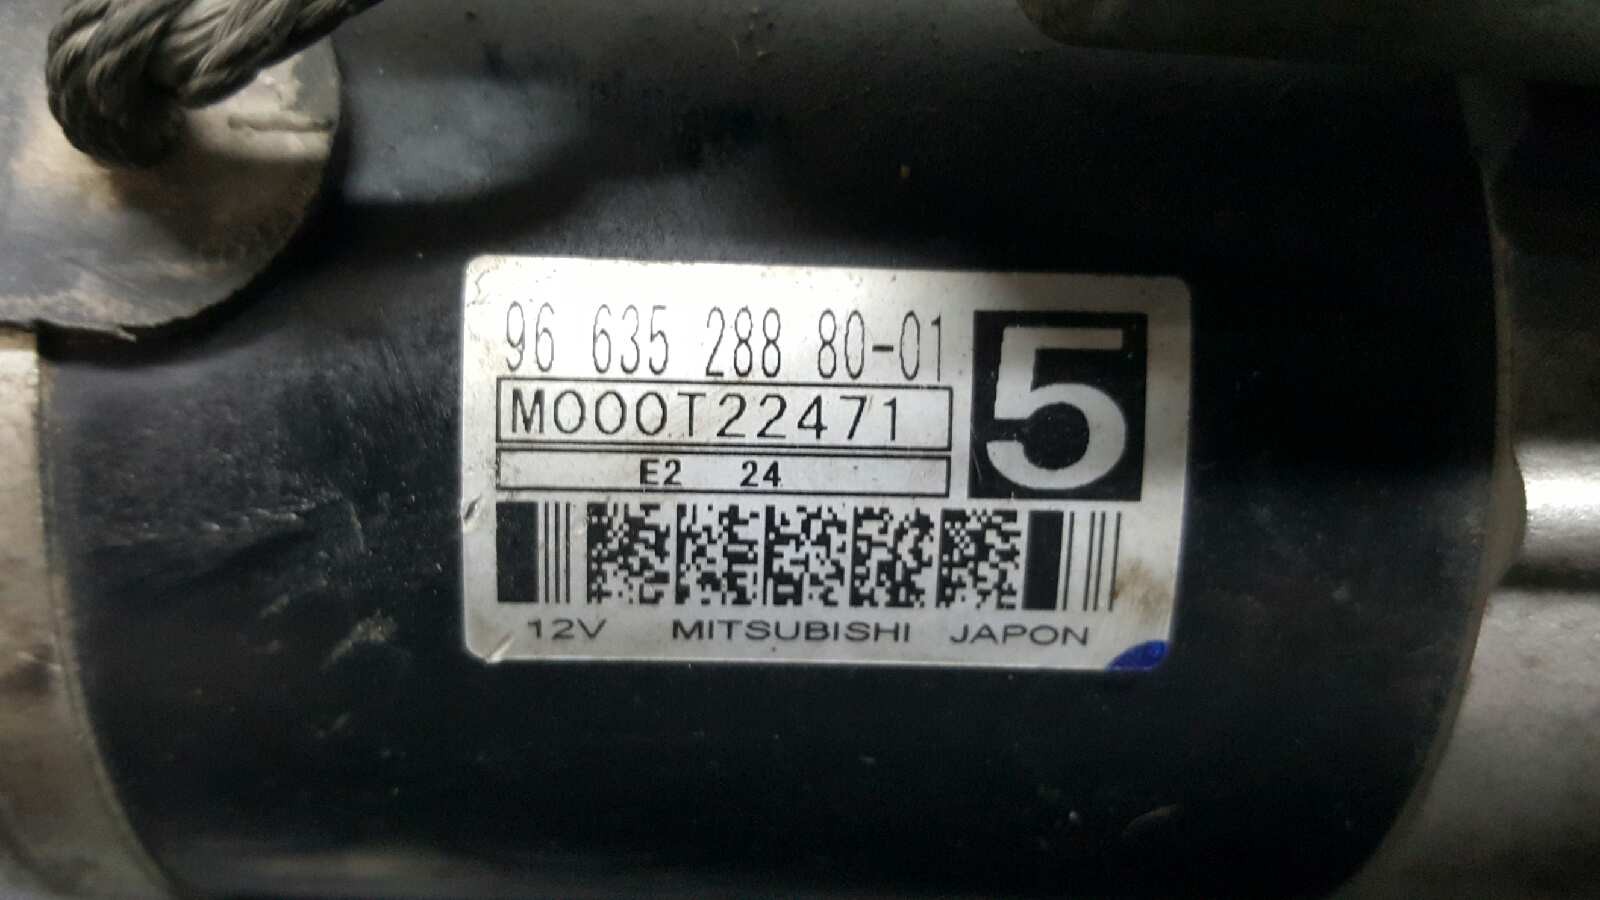 96 635 288 80-01
5
M000T22471
E2 24
12V MITSUBISHI JAPON